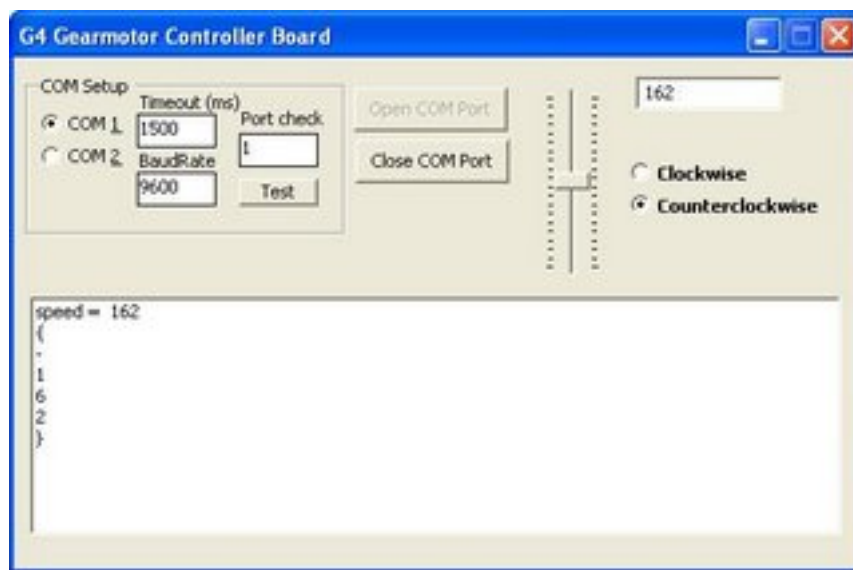 G4 Gearmotor Controller Board
COM Setup
Timeout (ms)
COM 1
1500
Port check
COM 2
BaudRate
1
9600
Test
Open COM Port
Close COM Port
162
Clockwise
Counterclockwise
speed = 162
{
-
1
6
2
}